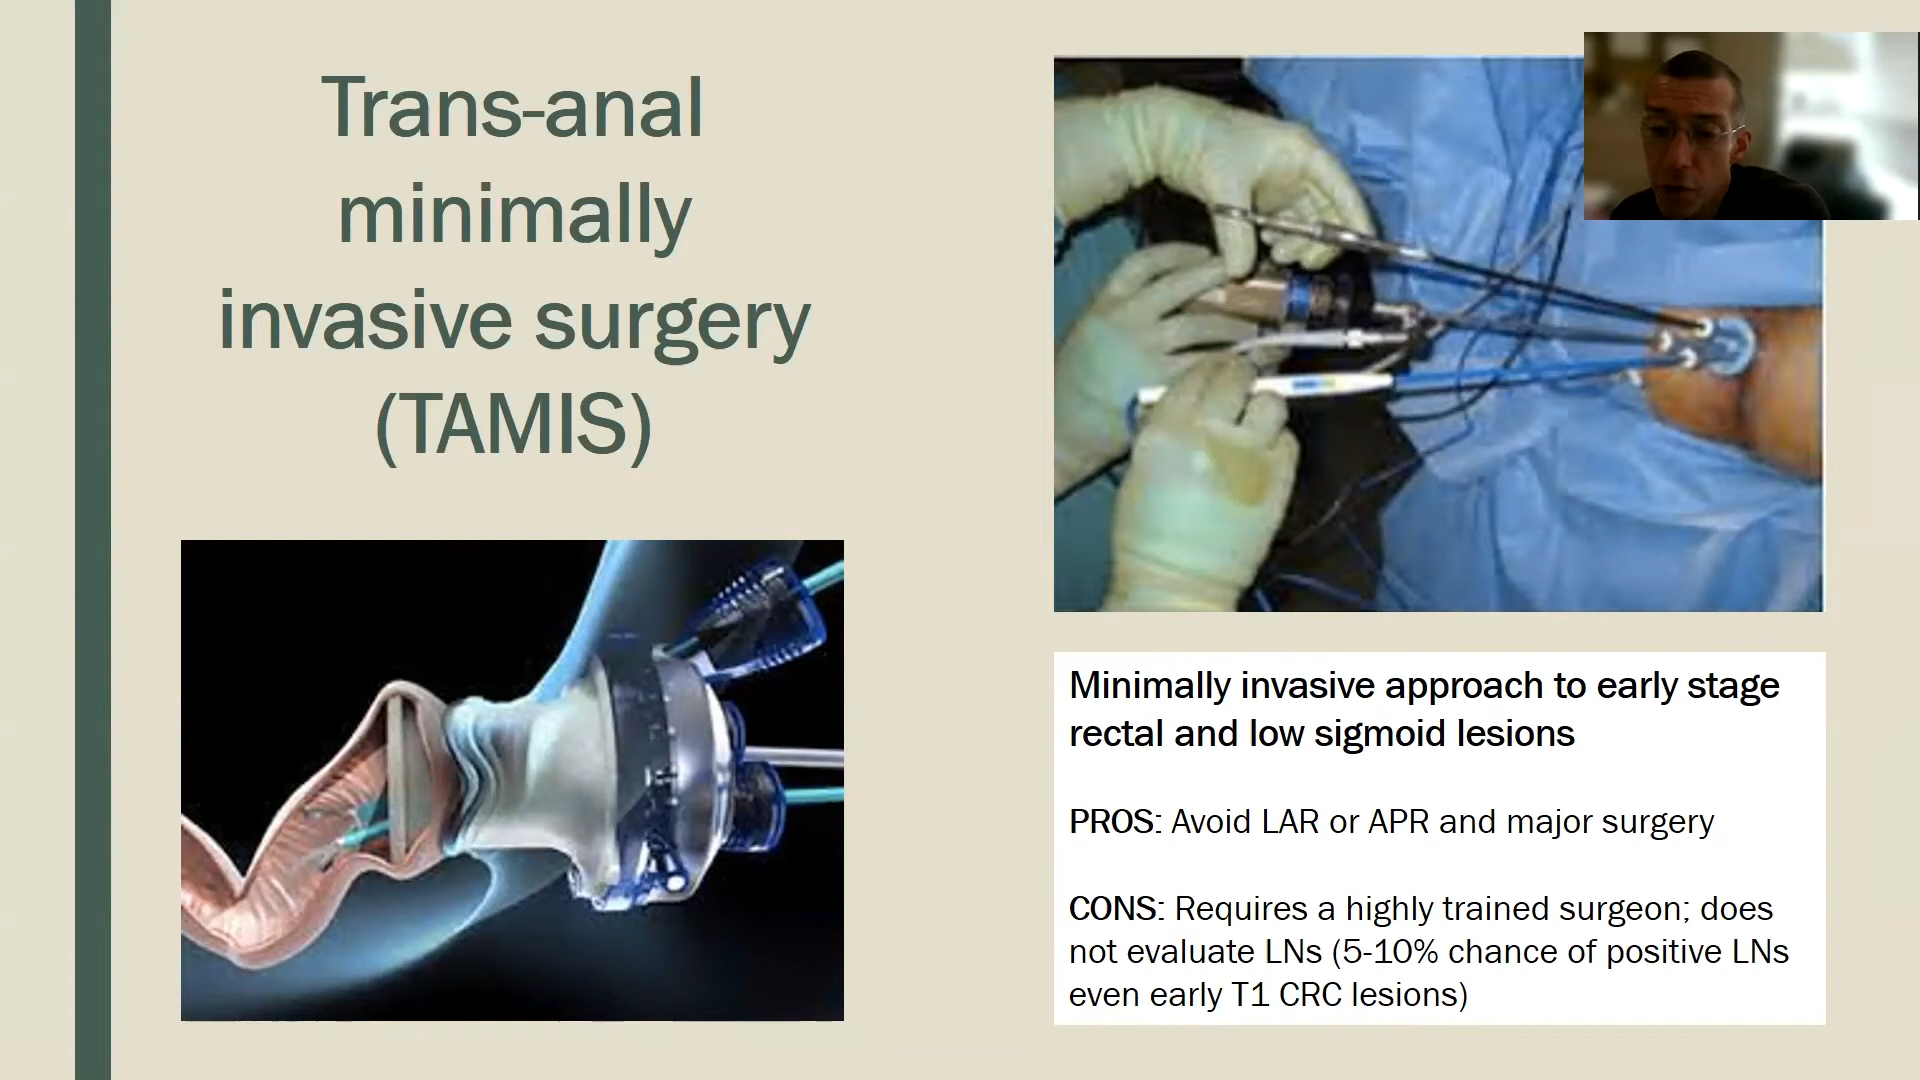 Trans-anal
minimally
invasive surgery
(TAMIS)
Minimally invasive approach to early stage
rectal and low sigmoid lesions
PROS: Avoid LAR or APR and major surgery
CONS: Requires a highly trained surgeon; does
not evaluate LNs (5-10% chance of positive LNs
even early T1 CRC lesions)